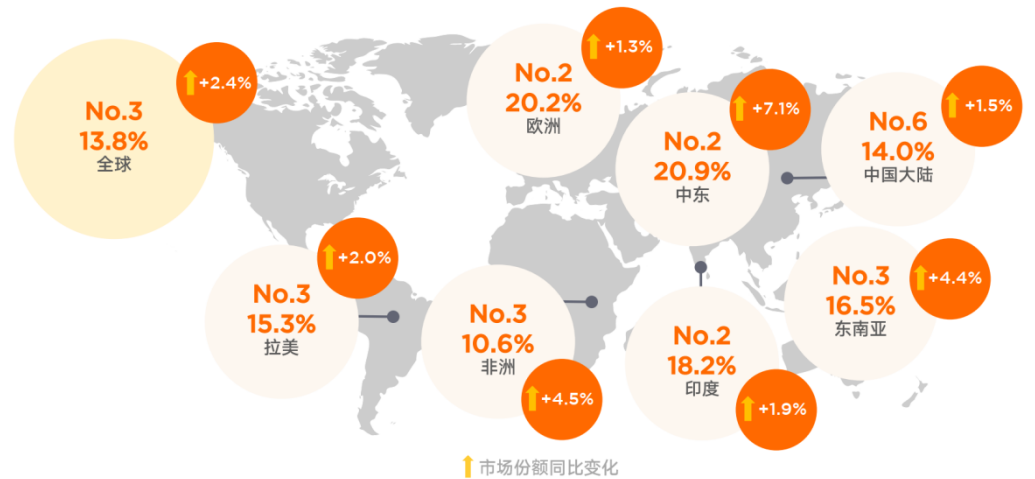 No.3
13.8%
全球
+2.4%
No.2
20.2%
欧洲
+1.3%
No.2
20.9%
中东
+7.1%
No.6
14.0%
中国大陆
+1.5%
No.3
15.3%
拉美
+2.0%
No.3
10.6%
非洲
+4.5%
No.2
18.2%
印度
+1.9%
No.3
16.5%
东南亚
+4.4%
市场份额同比变化